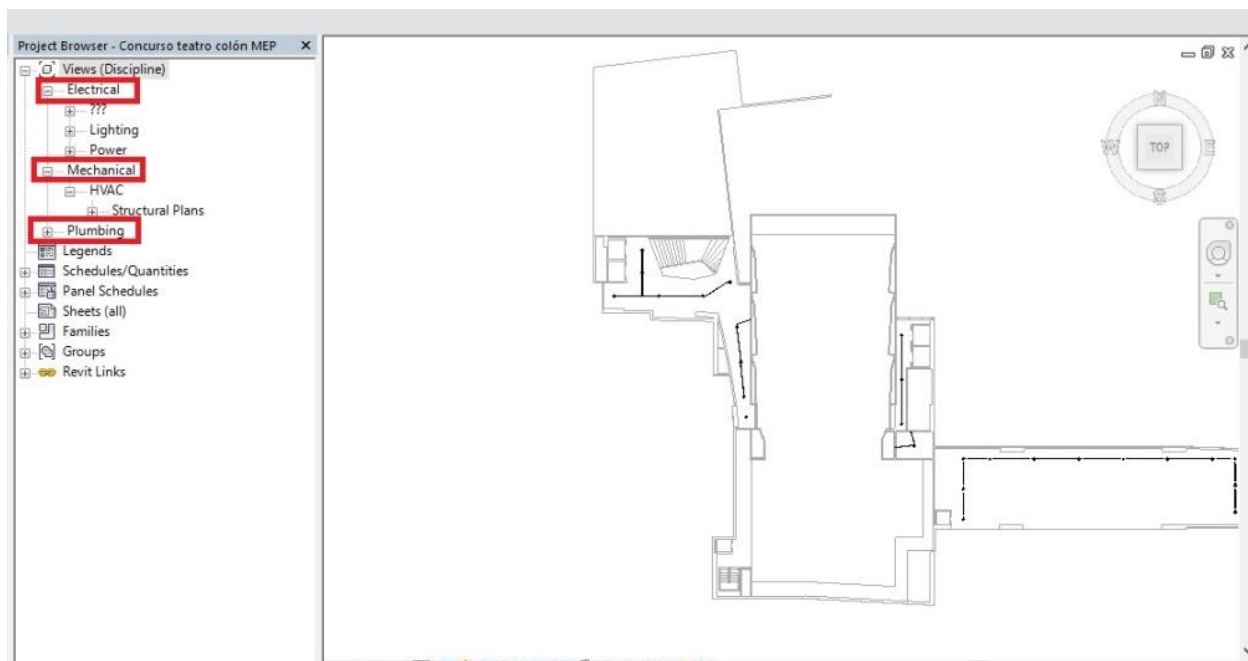 Project Browser - Concurso teatro colón MEP
Views (Discipline)
Electrical
???
Lighting
Power
Mechanical
HVAC
Structural Plans
Plumbing
Legends
Schedules/Quantities
Panel Schedules
Sheets (all)
Families
Groups
Revit Links
N
W TOP E
S